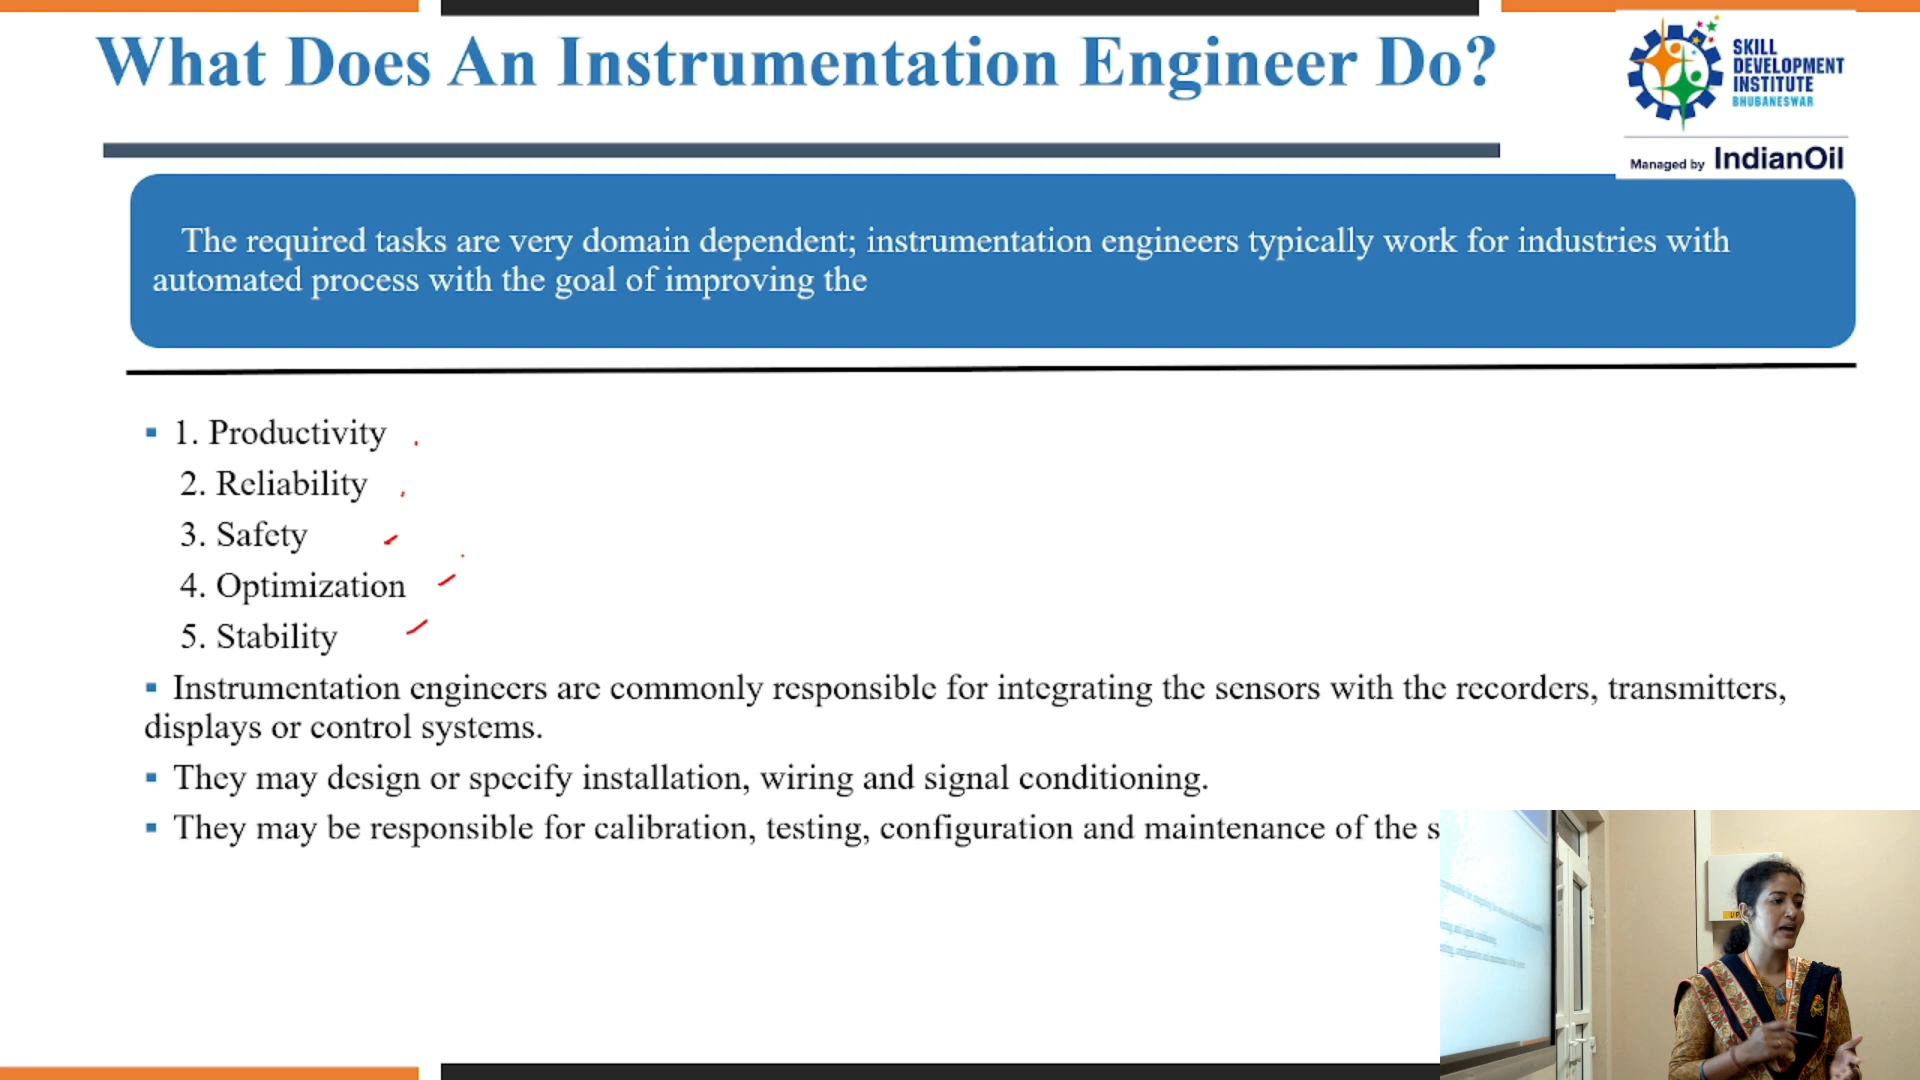 What Does An Instrumentation Engineer Do?
SKILL
DEVELOPMENT
INSTITUTE
BHUBANESWAR
Managed by IndianOil
The required tasks are very domain dependent; instrumentation engineers typically work for industries with
automated process with the goal of improving the
1. Productivity
2. Reliability
3. Safety
4. Optimization
5. Stability
Instrumentation engineers are commonly responsible for integrating the sensors with the recorders, transmitters,
displays or control systems.
They may design or specify installation, wiring and signal conditioning.
They may be responsible for calibration, testing, configuration and maintenance of the s